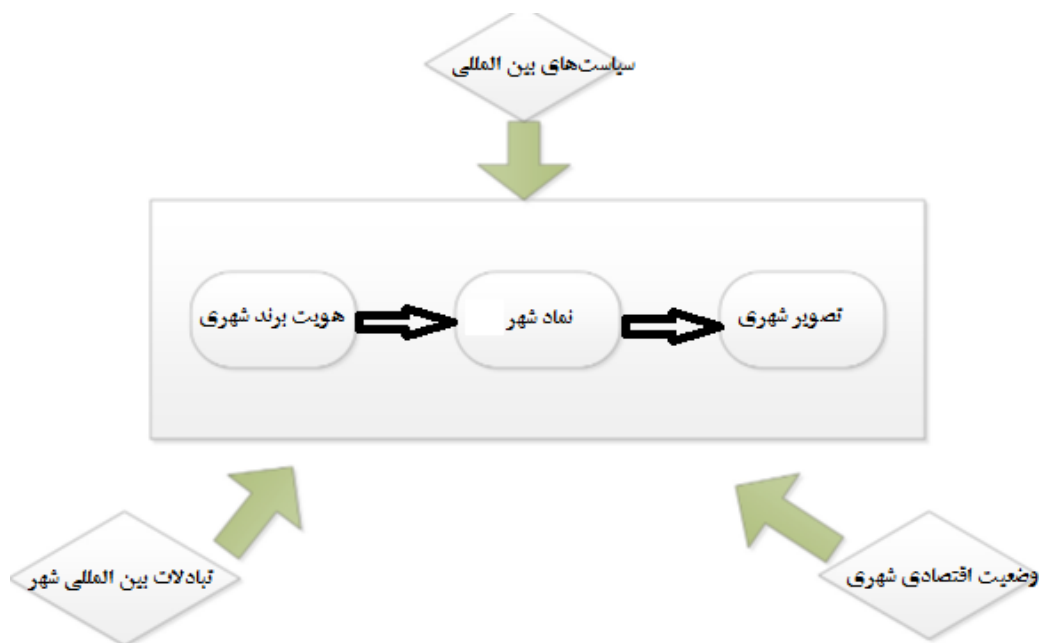 سیاست‌های بین المللی
تصویر شهری
نماد شهر
هویت برند شهری
وضعیت اقتصادی شهری
تبادلات بین المللی شهر